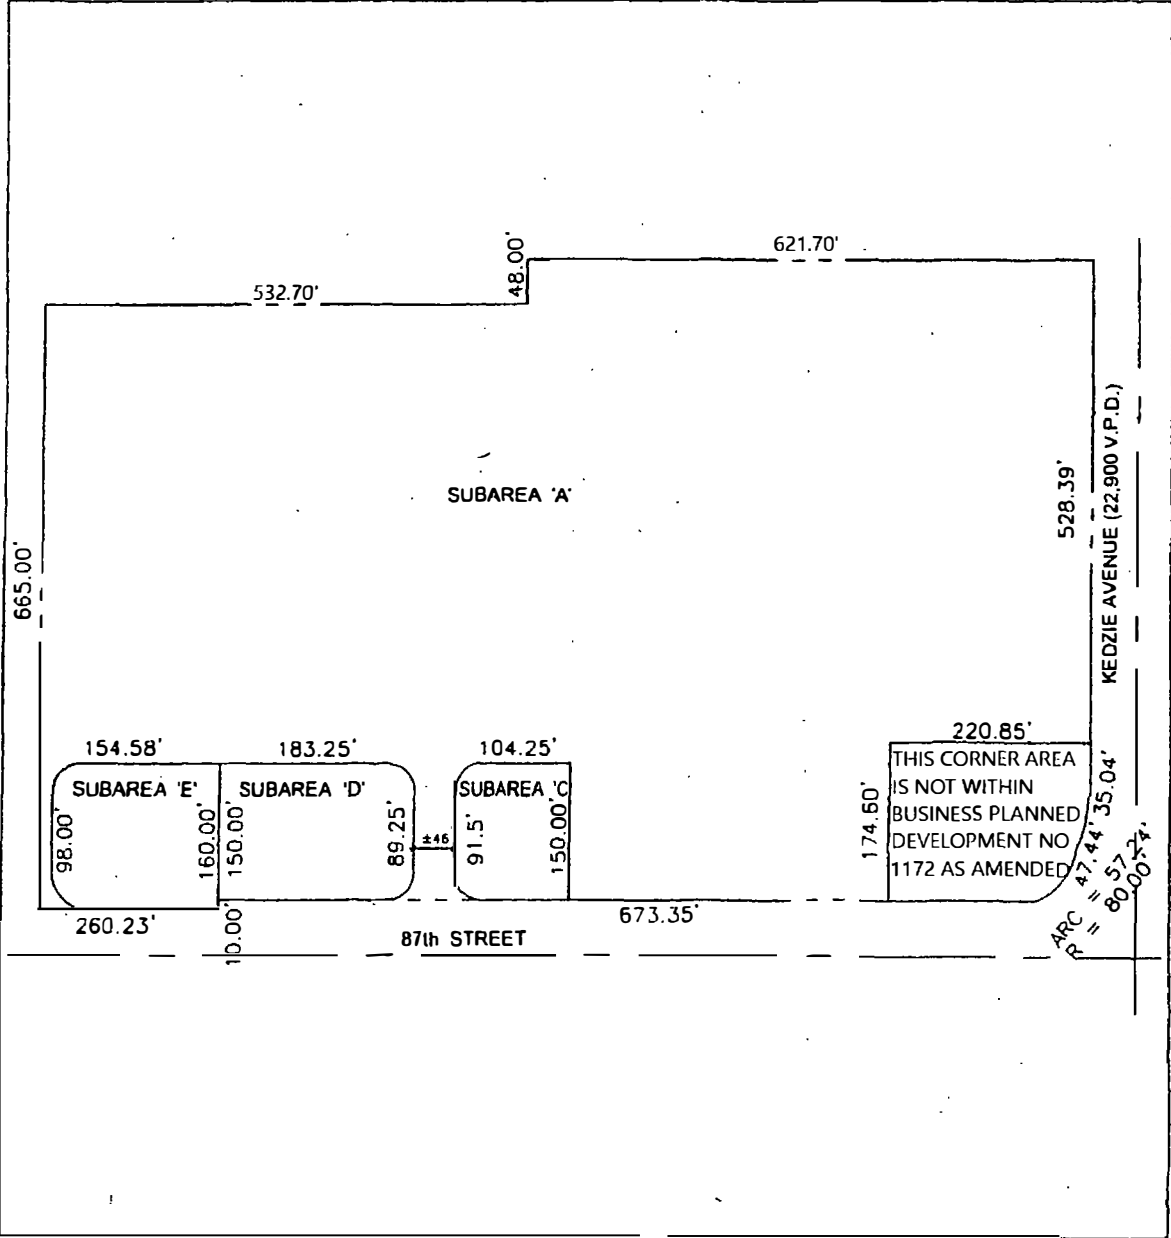 621.70'
48.00'
532.70'
SUBAREA 'A'
528.39'
KEDZIE AVENUE (22,900 V.P.D.)
665.00'
154.58'
183.25'
104.25'
220.85'
SUBAREA 'E'
SUBAREA 'D'
SUBAREA 'C
THIS CORNER AREA
IS NOT WITHIN
BUSINESS PLANNED
DEVELOPMENT NO
1172 AS AMENDED
98.00'
160.00'
150.00'
89.25'
±46
91.5'
150.00'
174.60'
35.04'
47.44'
ARC = 57.24'
R = 80.00'
260.23'
10.00'
673.35'
87th STREET